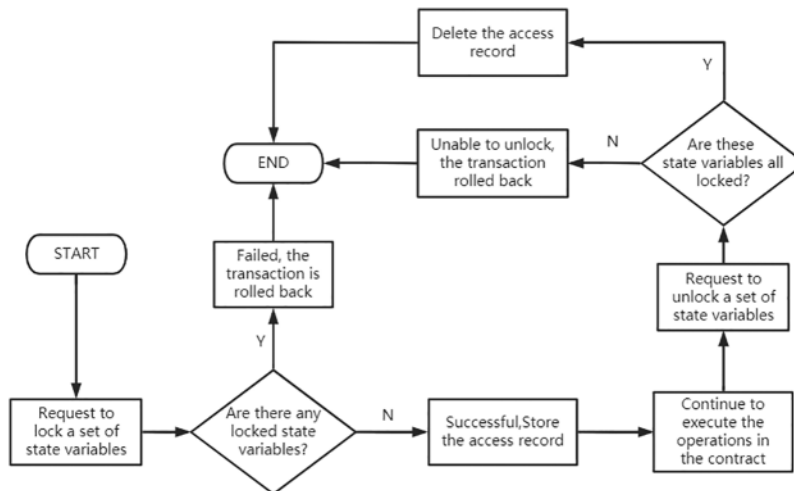 Delete the access
record
Y
Unable to unlock,
the transaction
rolled back
N
Are these
state variables all
locked?
END
START
Failed, the
transaction is
rolled back
Request to
unlock a set of
state variables
Y
Request to
lock a set of
state variables
Are there any
locked state
variables?
N
Successful,Store
the access record
Continue to
execute the
operations in
the contract